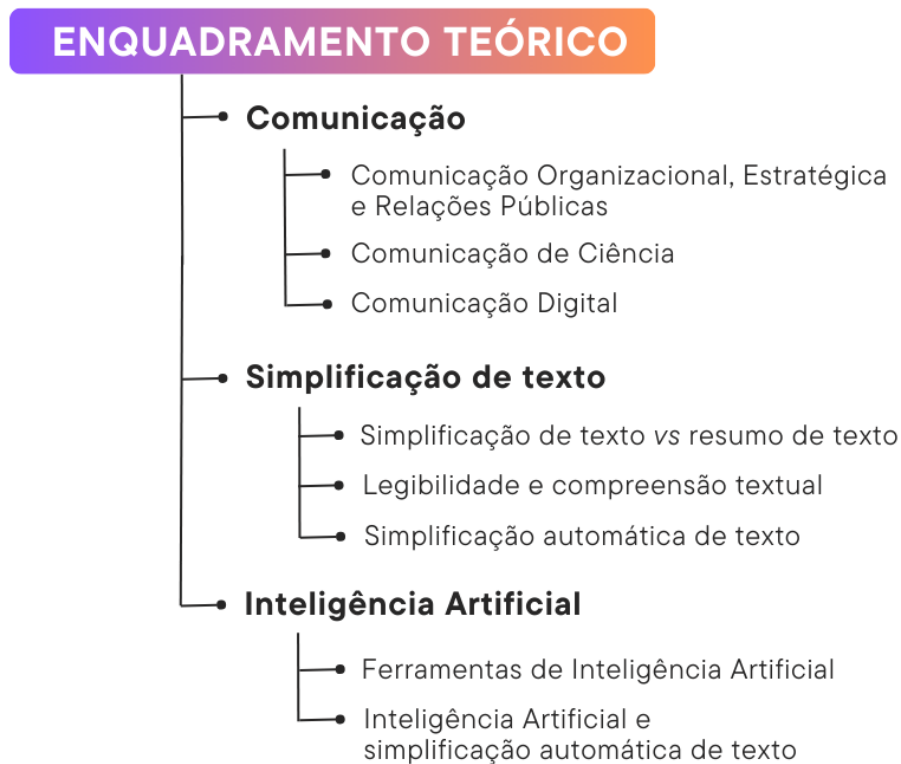 ENQUADRAMENTO TEÓRICO
Comunicação
Comunicação Organizacional, Estratégica
e Relações Públicas
Comunicação de Ciência
Comunicação Digital
Simplificação de texto
Simplificação de texto vs resumo de texto
Legibilidade e compreensão textual
Simplificação automática de texto
Inteligência Artificial
Ferramentas de Inteligência Artificial
Inteligência Artificial e
simplificação automática de texto